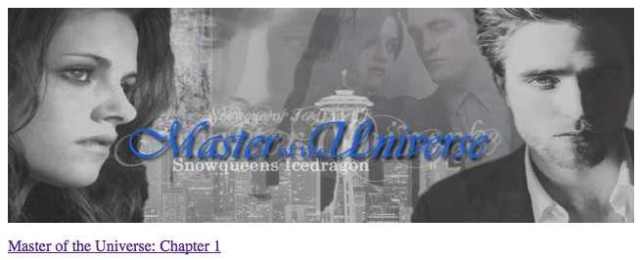 Master of the Universe
Snowqueens Icedragon
Master of the Universe: Chapter 1